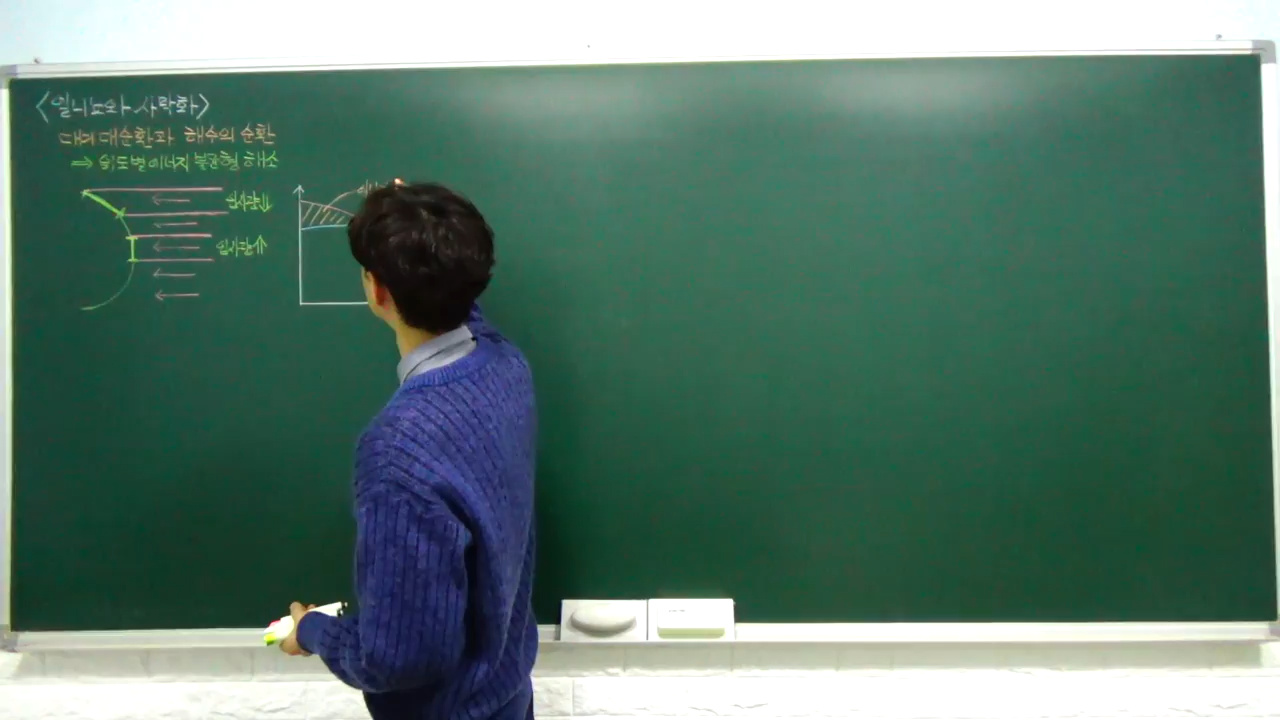 <엘니뇨와 사막화>
대기대순환과 해수의 순환
⇒ 위도별 에너지 불균형 해소
입사량↓
입사량↑